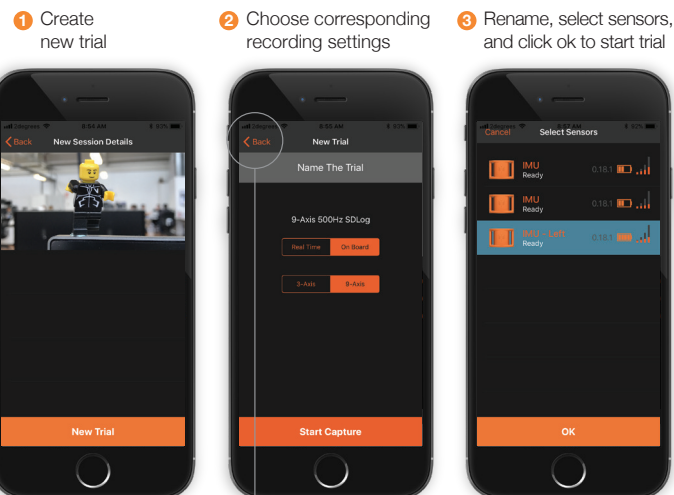 1 Create
new trial
2 Choose corresponding
recording settings
3 Rename, select sensors,
and click ok to start trial
8:54 AM
93%
Back
New Session Details
New Trial
8:55 AM
93%
Back
New Trial
Name The Trial
9-Axis 500Hz SDLog
Real Time
On Board
3-Axis
9-Axis
Start Capture
92%
Cancel
Select Sensors
IMU
0.18.1
Ready
IMU
0.18.1
Ready
IMU - Left
0.18.1
Ready
OK